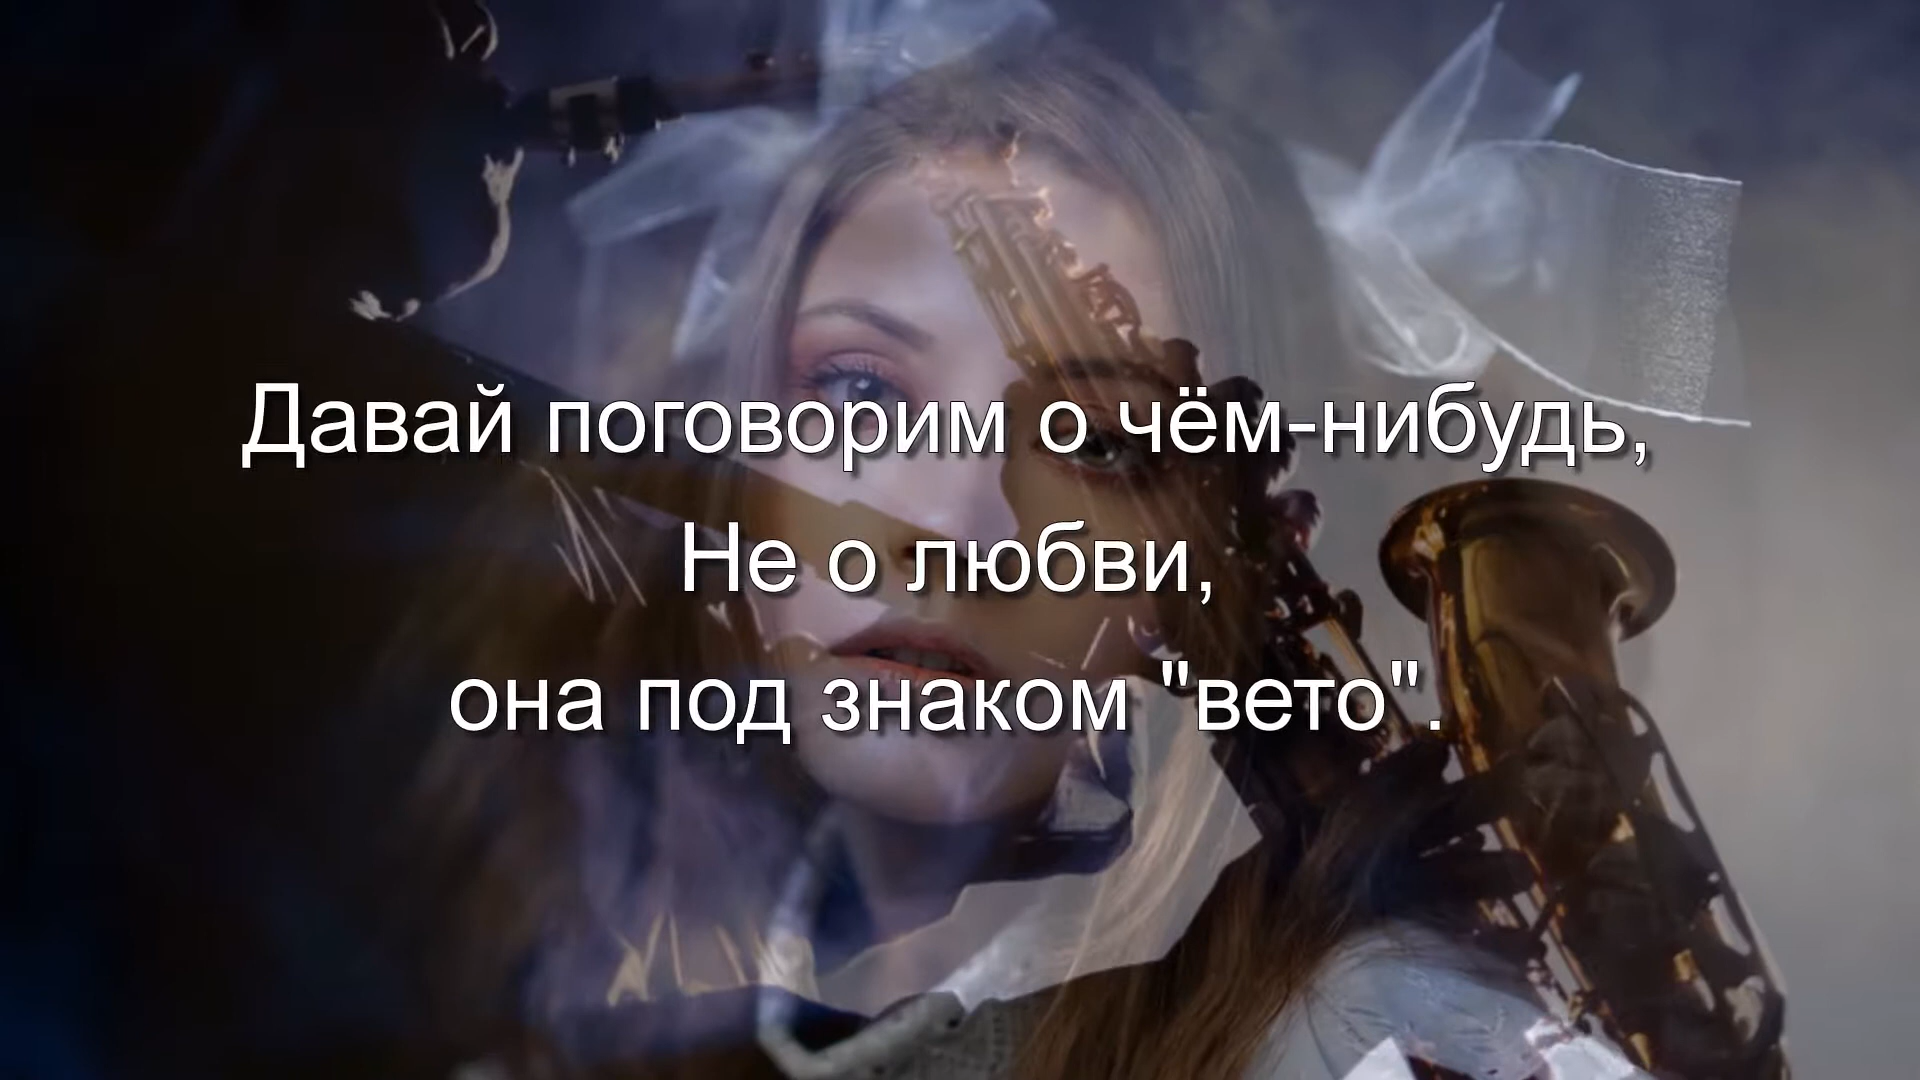 Давай поговорим о чём-нибудь,
Не о любви,
она под знаком "вето".